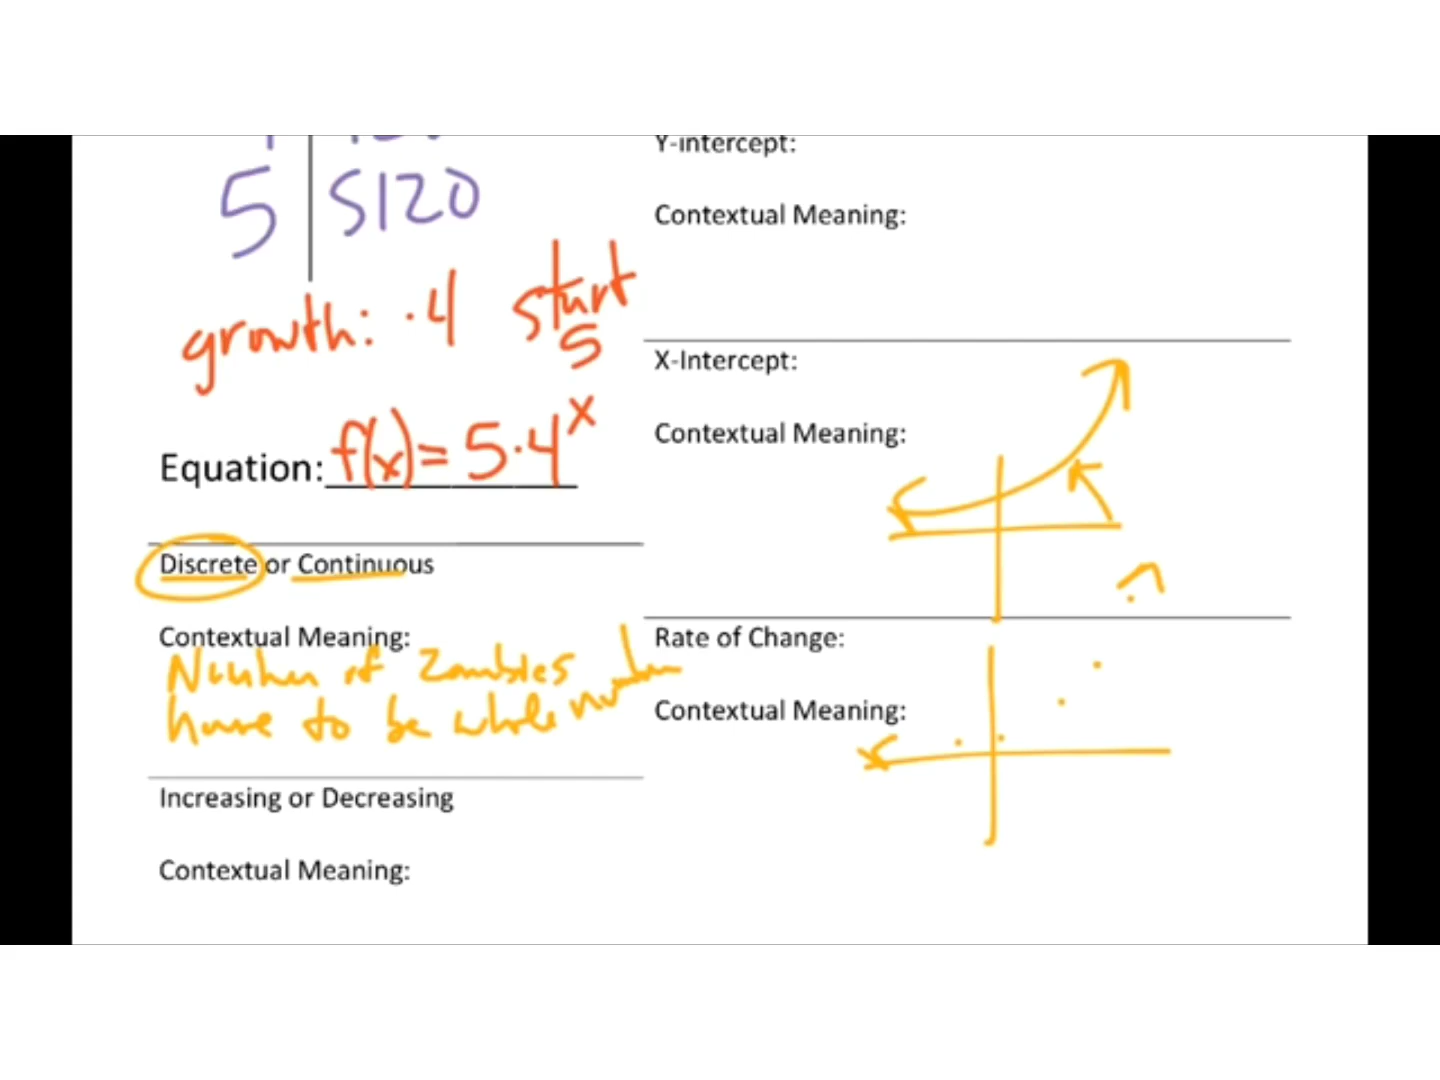 5 | 5120
growth: ·4 start
5
Equation: f(x) = 5·4^x
Discrete or Continuous
Contextual Meaning:
Number of Zombies
have to be whole number
Increasing or Decreasing
Contextual Meaning:
Y-intercept:
Contextual Meaning:
X-Intercept:
Contextual Meaning:
Rate of Change:
Contextual Meaning: